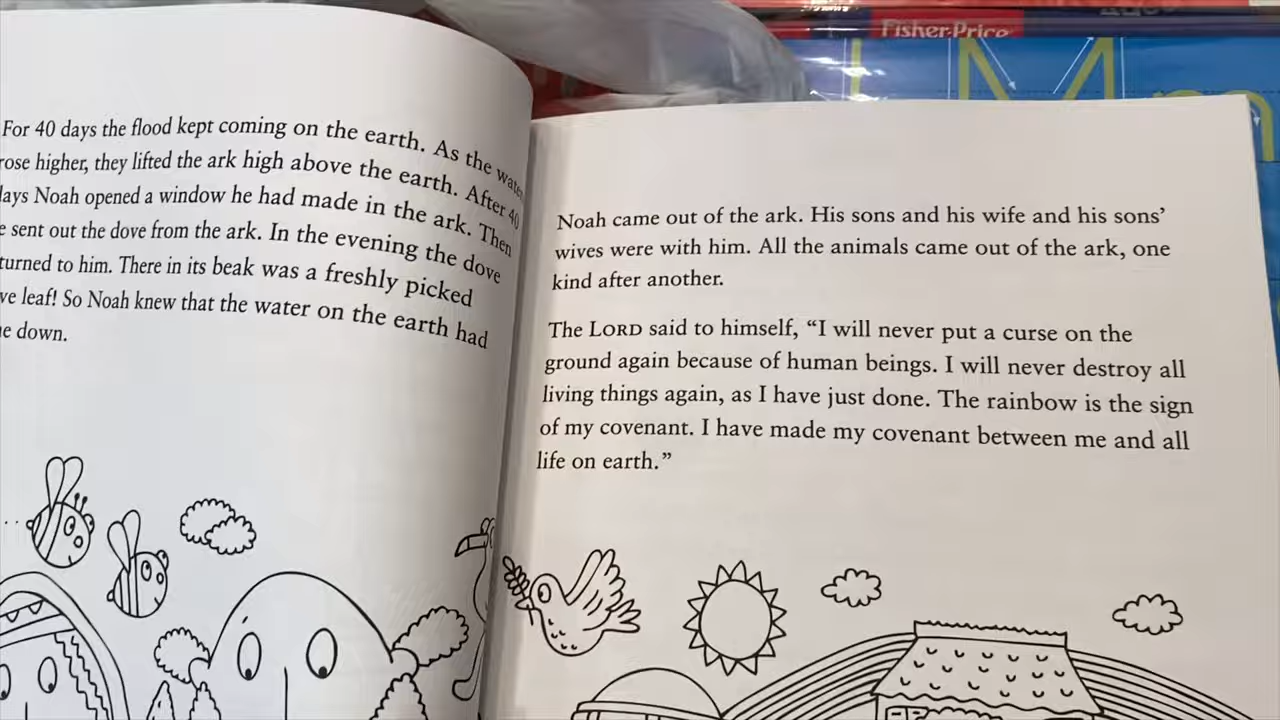 Fisher-Price
M m
For 40 days the flood kept coming on the earth. As the water
rose higher, they lifted the ark high above the earth. After 40
days Noah opened a window he had made in the ark. Then
e sent out the dove from the ark. In the evening the dove
turned to him. There in its beak was a freshly picked
ve leaf! So Noah knew that the water on the earth had
e down.
Noah came out of the ark. His sons and his wife and his sons’
wives were with him. All the animals came out of the ark, one
kind after another.
The LORD said to himself, “I will never put a curse on the
ground again because of human beings. I will never destroy all
living things again, as I have just done. The rainbow is the sign
of my covenant. I have made my covenant between me and all
life on earth.”